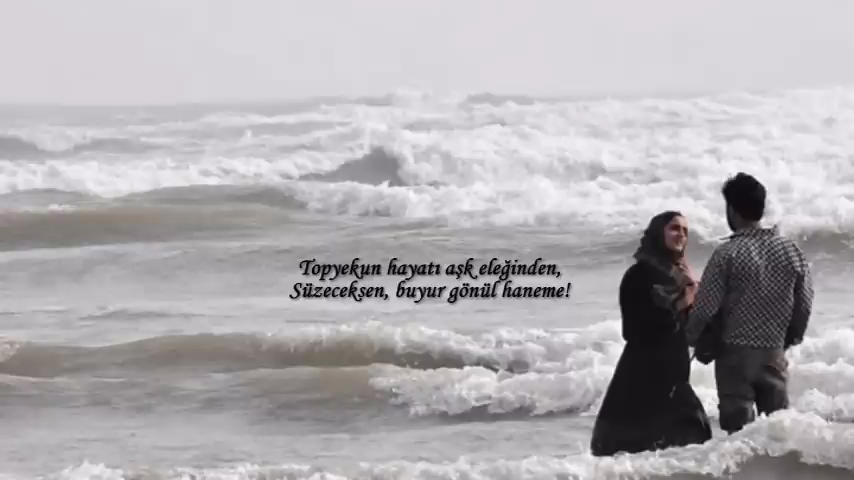 Topyekun hayatı aşk eleğinden,
Süzeceksen, buyur gönül haneme!